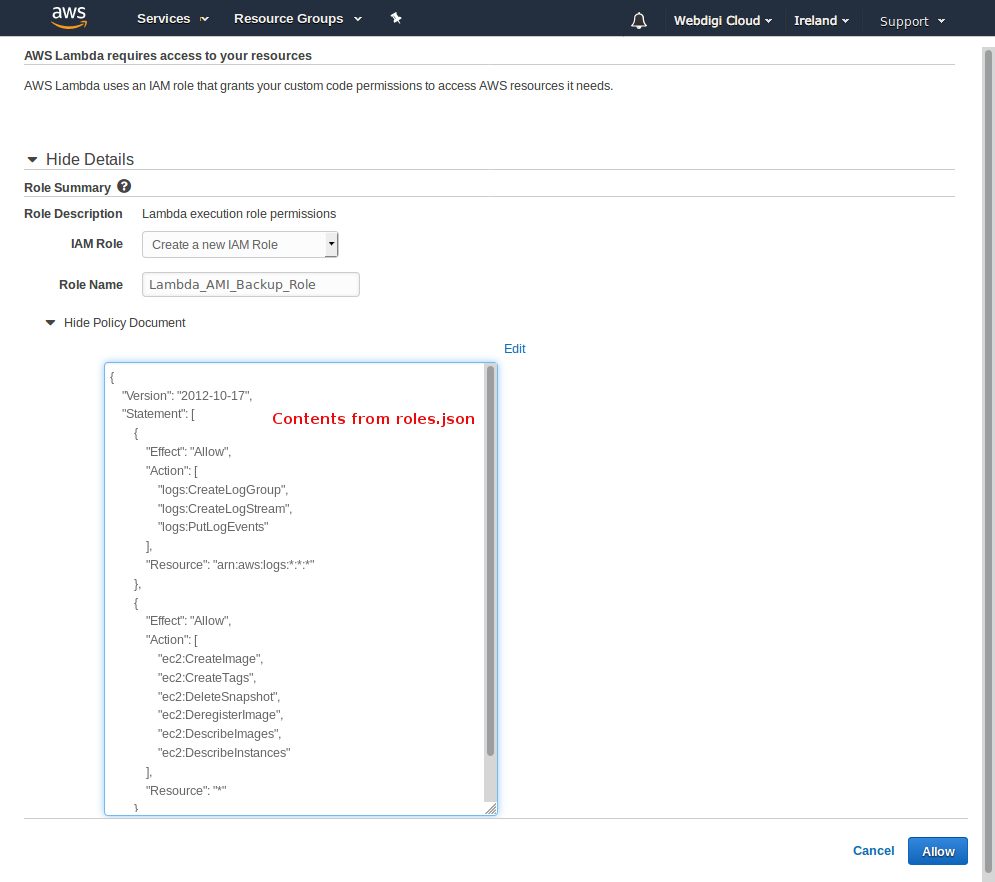 aws Services Resource Groups Webdigi Cloud Ireland Support
AWS Lambda requires access to your resources
AWS Lambda uses an IAM role that grants your custom code permissions to access AWS resources it needs.
Hide Details
Role Summary ?
Role Description Lambda execution role permissions
IAM Role Create a new IAM Role
Role Name Lambda_AMI_Backup_Role
Hide Policy Document
Edit
{
"Version": "2012-10-17",
"Statement": [
Contents from roles.json
{
"Effect": "Allow",
"Action": [
"logs:CreateLogGroup",
"logs:CreateLogStream",
"logs:PutLogEvents"
],
"Resource": "arn:aws:logs:*:*:*"
},
{
"Effect": "Allow",
"Action": [
"ec2:CreateImage",
"ec2:CreateTags",
"ec2:DeleteSnapshot",
"ec2:DeregisterImage",
"ec2:DescribeImages",
"ec2:DescribeInstances"
],
"Resource": "*"
}
Cancel Allow